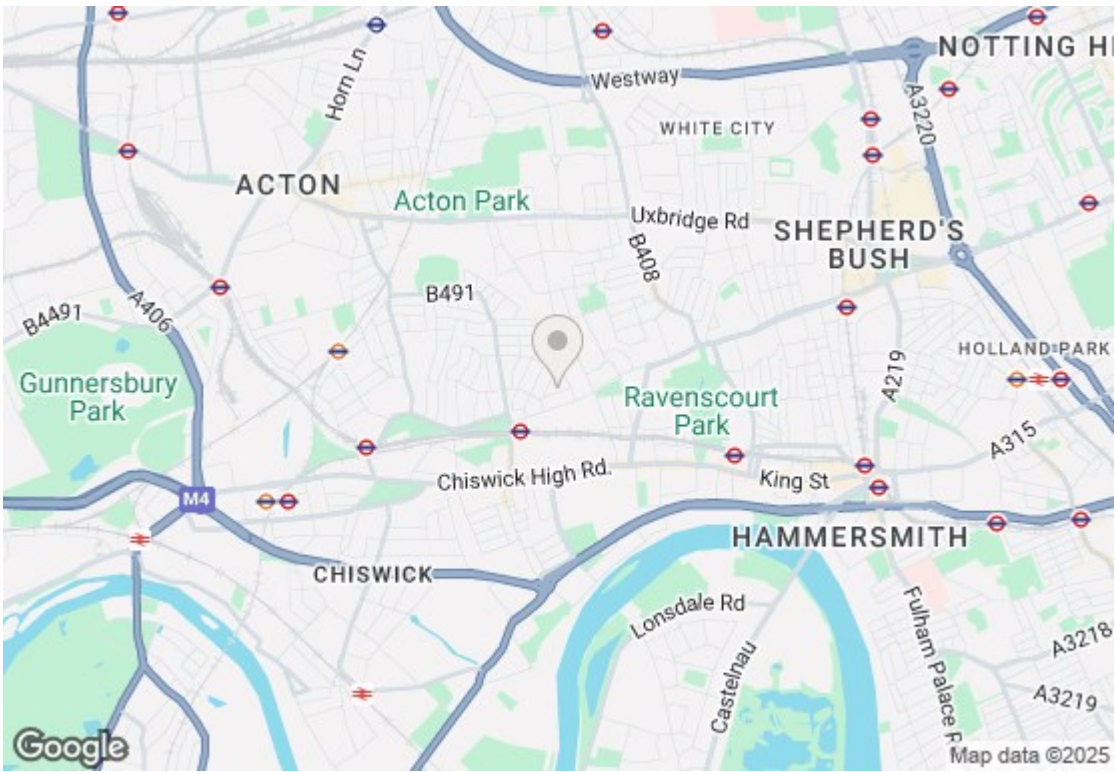 NOTTING HI
Westway
Horn Ln
A3220
WHITE CITY
ACTON
Acton Park
Uxbridge Rd
SHEPHERD'S
BUSH
B408
B491
A406
B4491
HOLLAND PARK
A219
Gunnersbury
Park
Ravenscourt
Park
A315
Chiswick High Rd.
King St
M4
HAMMERSMITH
CHISWICK
Lonsdale Rd
Fulham Palace R
A3218
Castelnau
A3219
Google
Map data ©2025